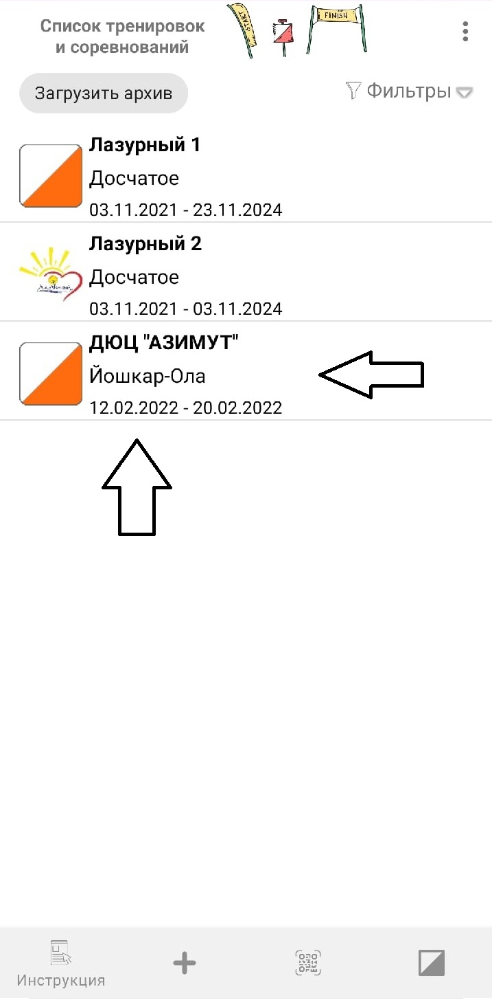 Список тренировок
и соревнований
START
FINISH
Загрузить архив
Фильтры
Лазурный 1
Досчатое
03.11.2021 - 23.11.2024
Лазурный 2
Досчатое
03.11.2021 - 03.11.2024
ДЮЦ "АЗИМУТ"
Йошкар-Ола
12.02.2022 - 20.02.2022
Инструкция